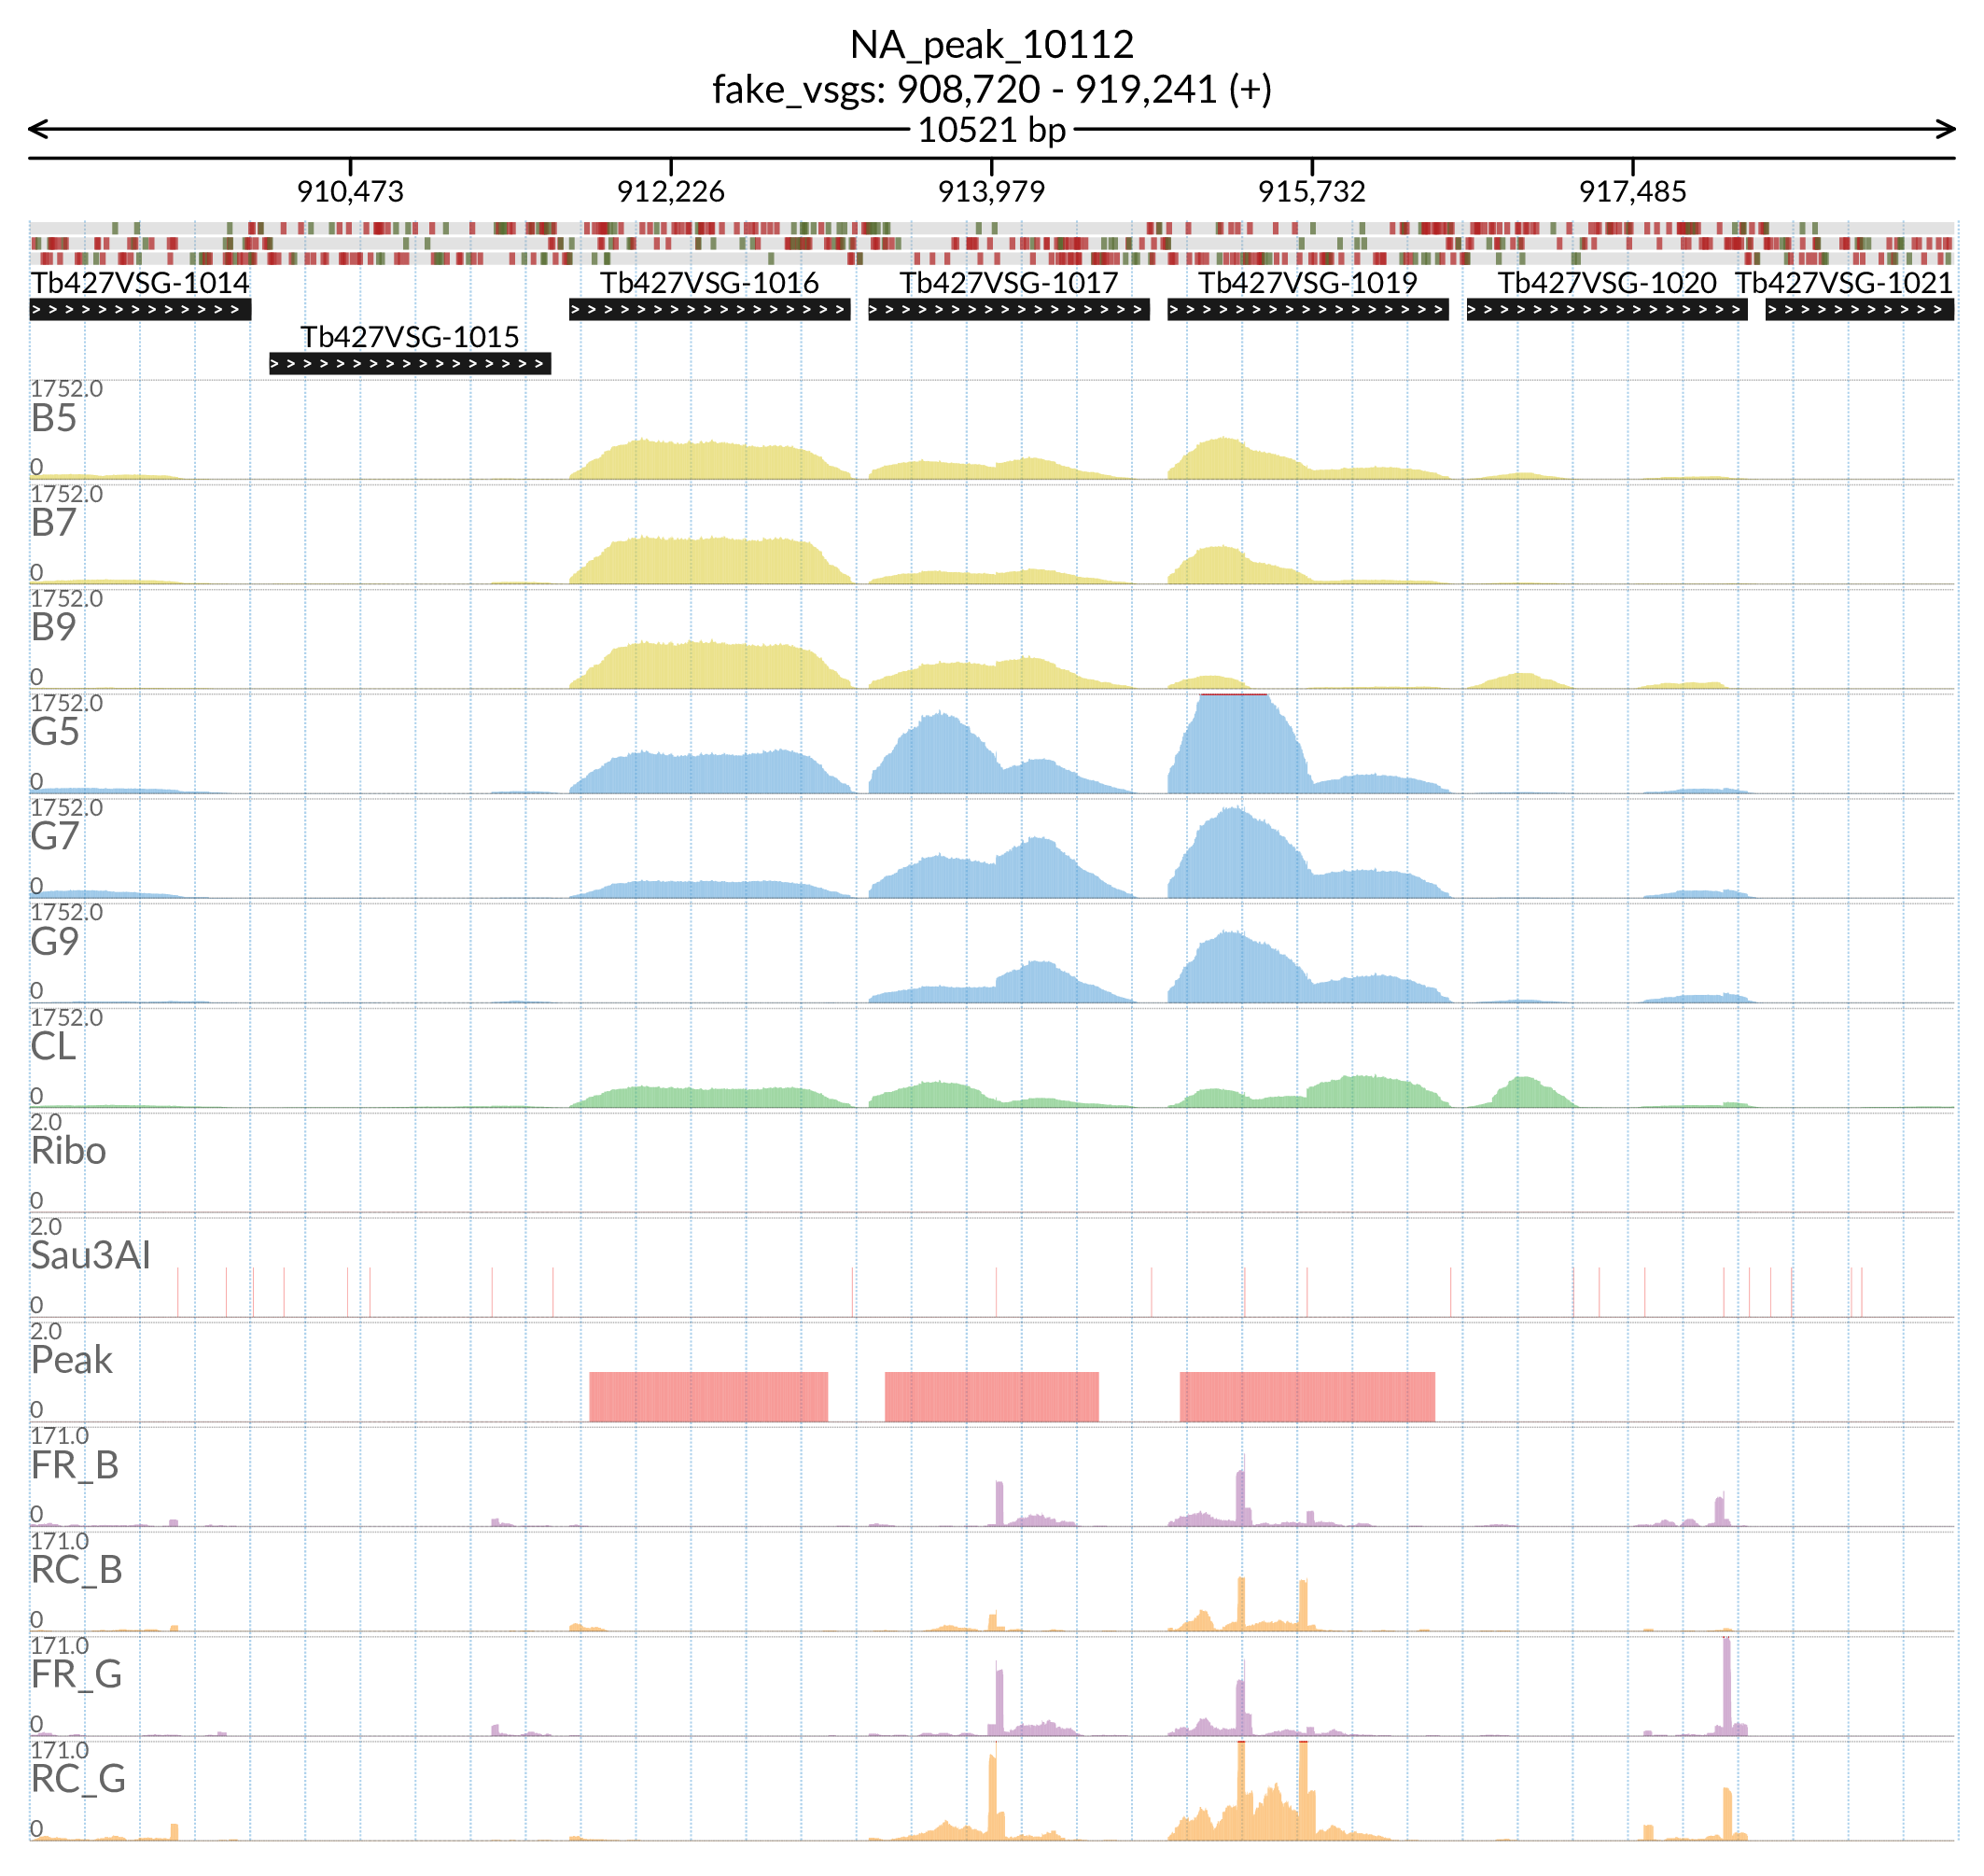 NA_peak_10112
fake_vsgs: 908,720 - 919,241 (+)
10521 bp
910,473 912,226 913,979 915,732 917,485
Tb427VSG-1014 Tb427VSG-1016 Tb427VSG-1017 Tb427VSG-1019 Tb427VSG-1020 Tb427VSG-1021
Tb427VSG-1015
1752.0
B5
0
1752.0
B7
0
1752.0
B9
0
1752.0
G5
0
1752.0
G7
0
1752.0
G9
0
1752.0
CL
0
2.0
Ribo
0
2.0
Sau3AI
0
2.0
Peak
0
171.0
FR_B
0
171.0
RC_B
0
171.0
FR_G
0
171.0
RC_G
0